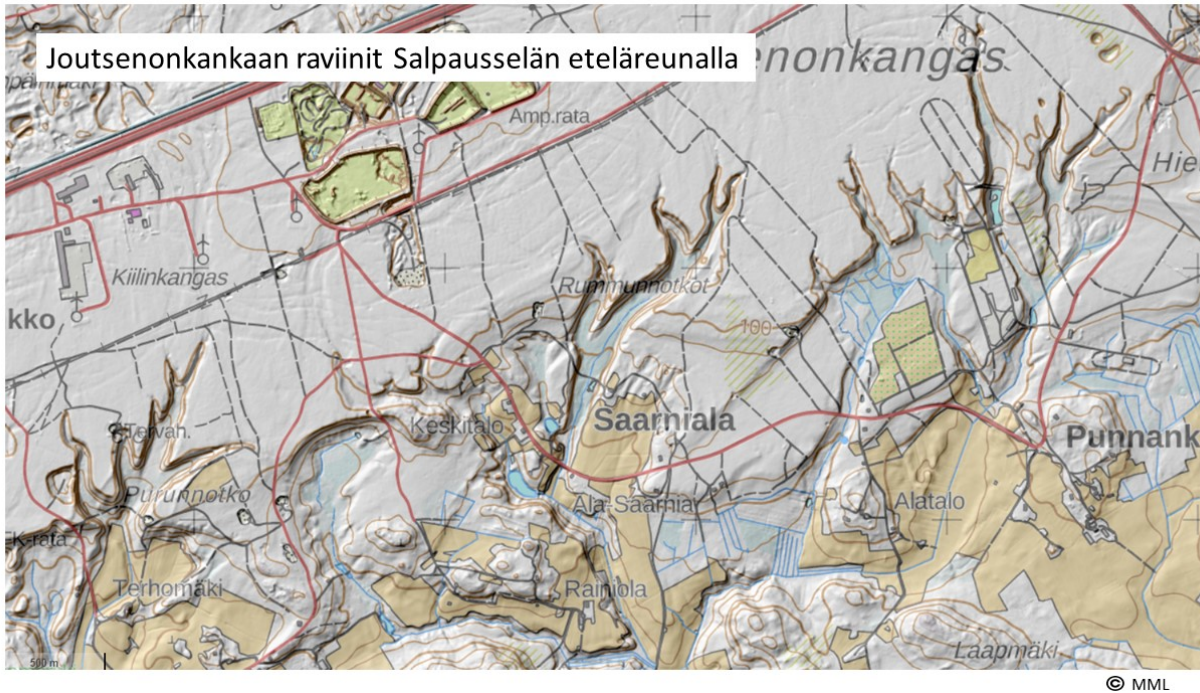 Joutsenonkankaan raviinit Salpausselän eteläreunalla
enonkangas
Amp.rata
Hie
Kiilinkangas
Rummunnotkot
kko
100
Tervah.
Keskitalo
Saarniala
Punnank
Purunnotko
Ala-Saarnia
Alatalo
K-rata
Terhomäki
Rainiola
Laapmäki
500 m
© MML